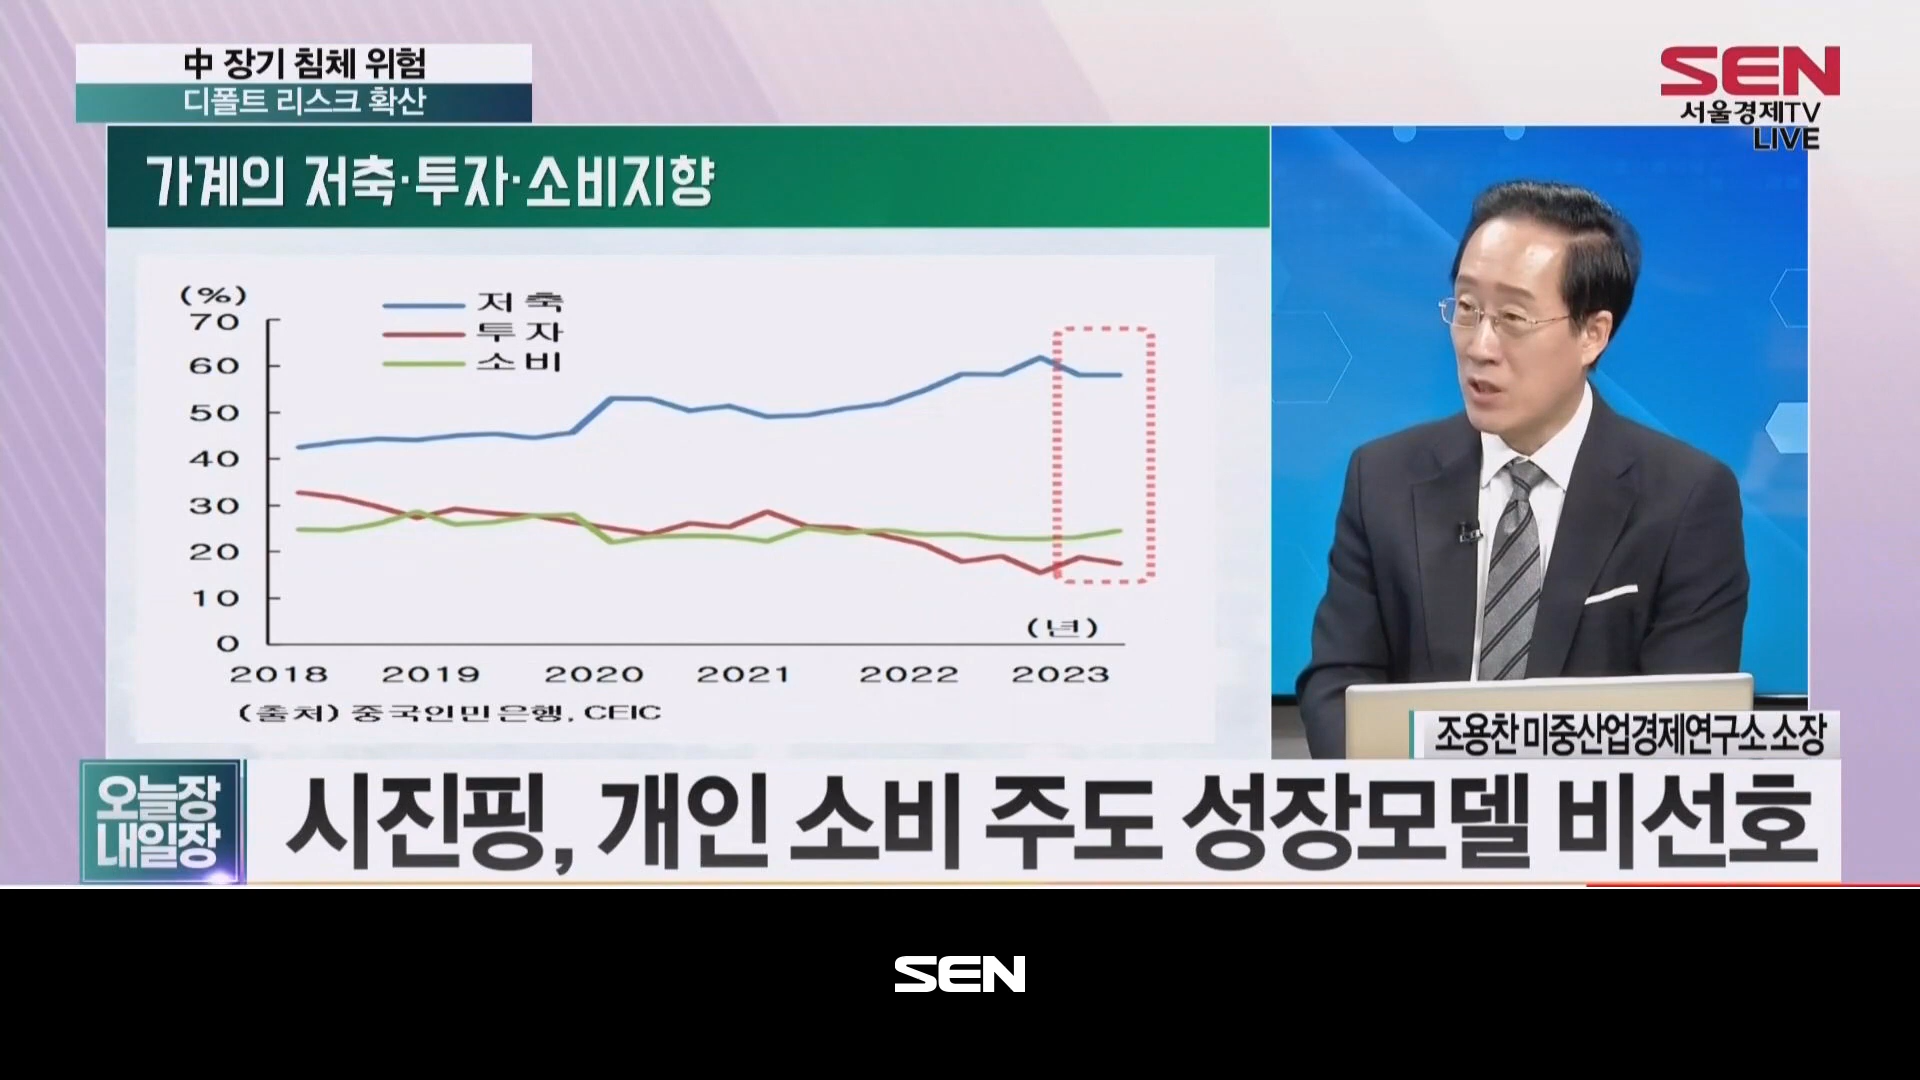 中 장기 침체 위험
디폴트 리스크 확산
SEN
서울경제TV
LIVE
가계의 저축·투자·소비지향
(%)
저축
투자
소비
70
60
50
40
30
20
10
0
(년)
2018 2019 2020 2021 2022 2023
(출처) 중국인민은행, CEIC
조용찬 미중산업경제연구소 소장
오늘장
내일장
시진핑, 개인 소비 주도 성장모델 비선호
SEN